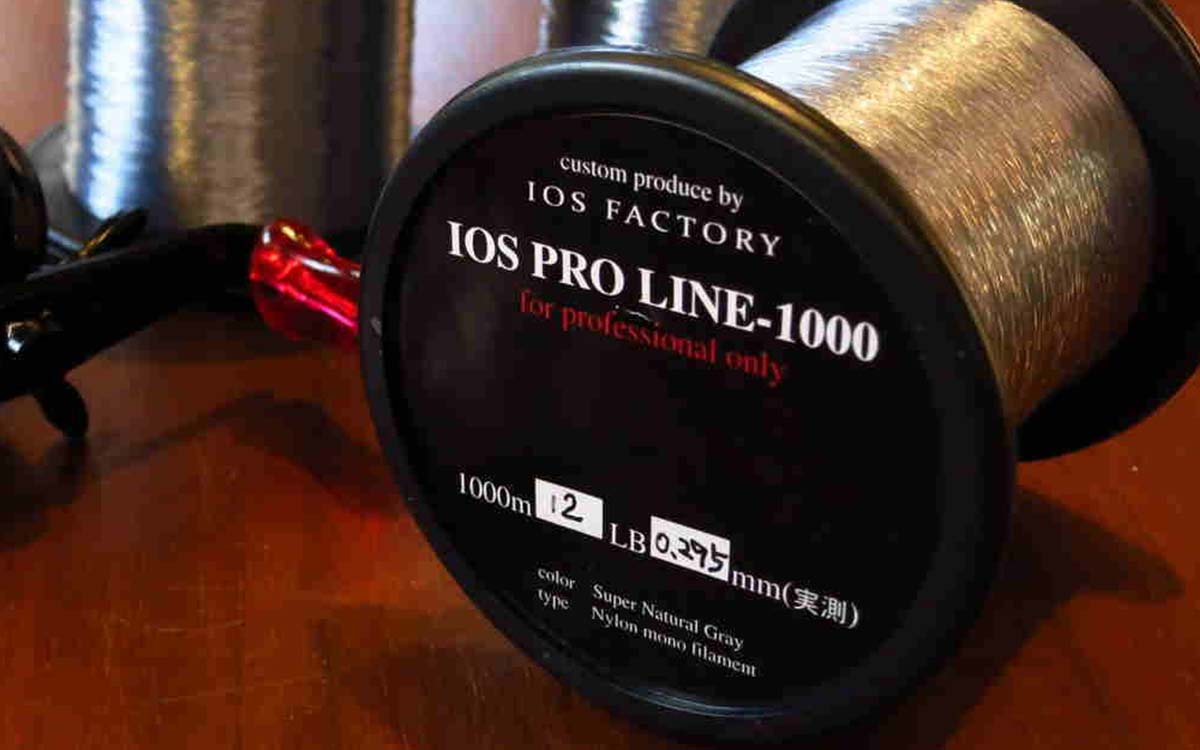 custom produce by
IOS FACTORY
IOS PRO LINE-1000
for professional only
1000m 12 LB 0.295 mm(実測)
color Super Natural Gray
type Nylon mono filament